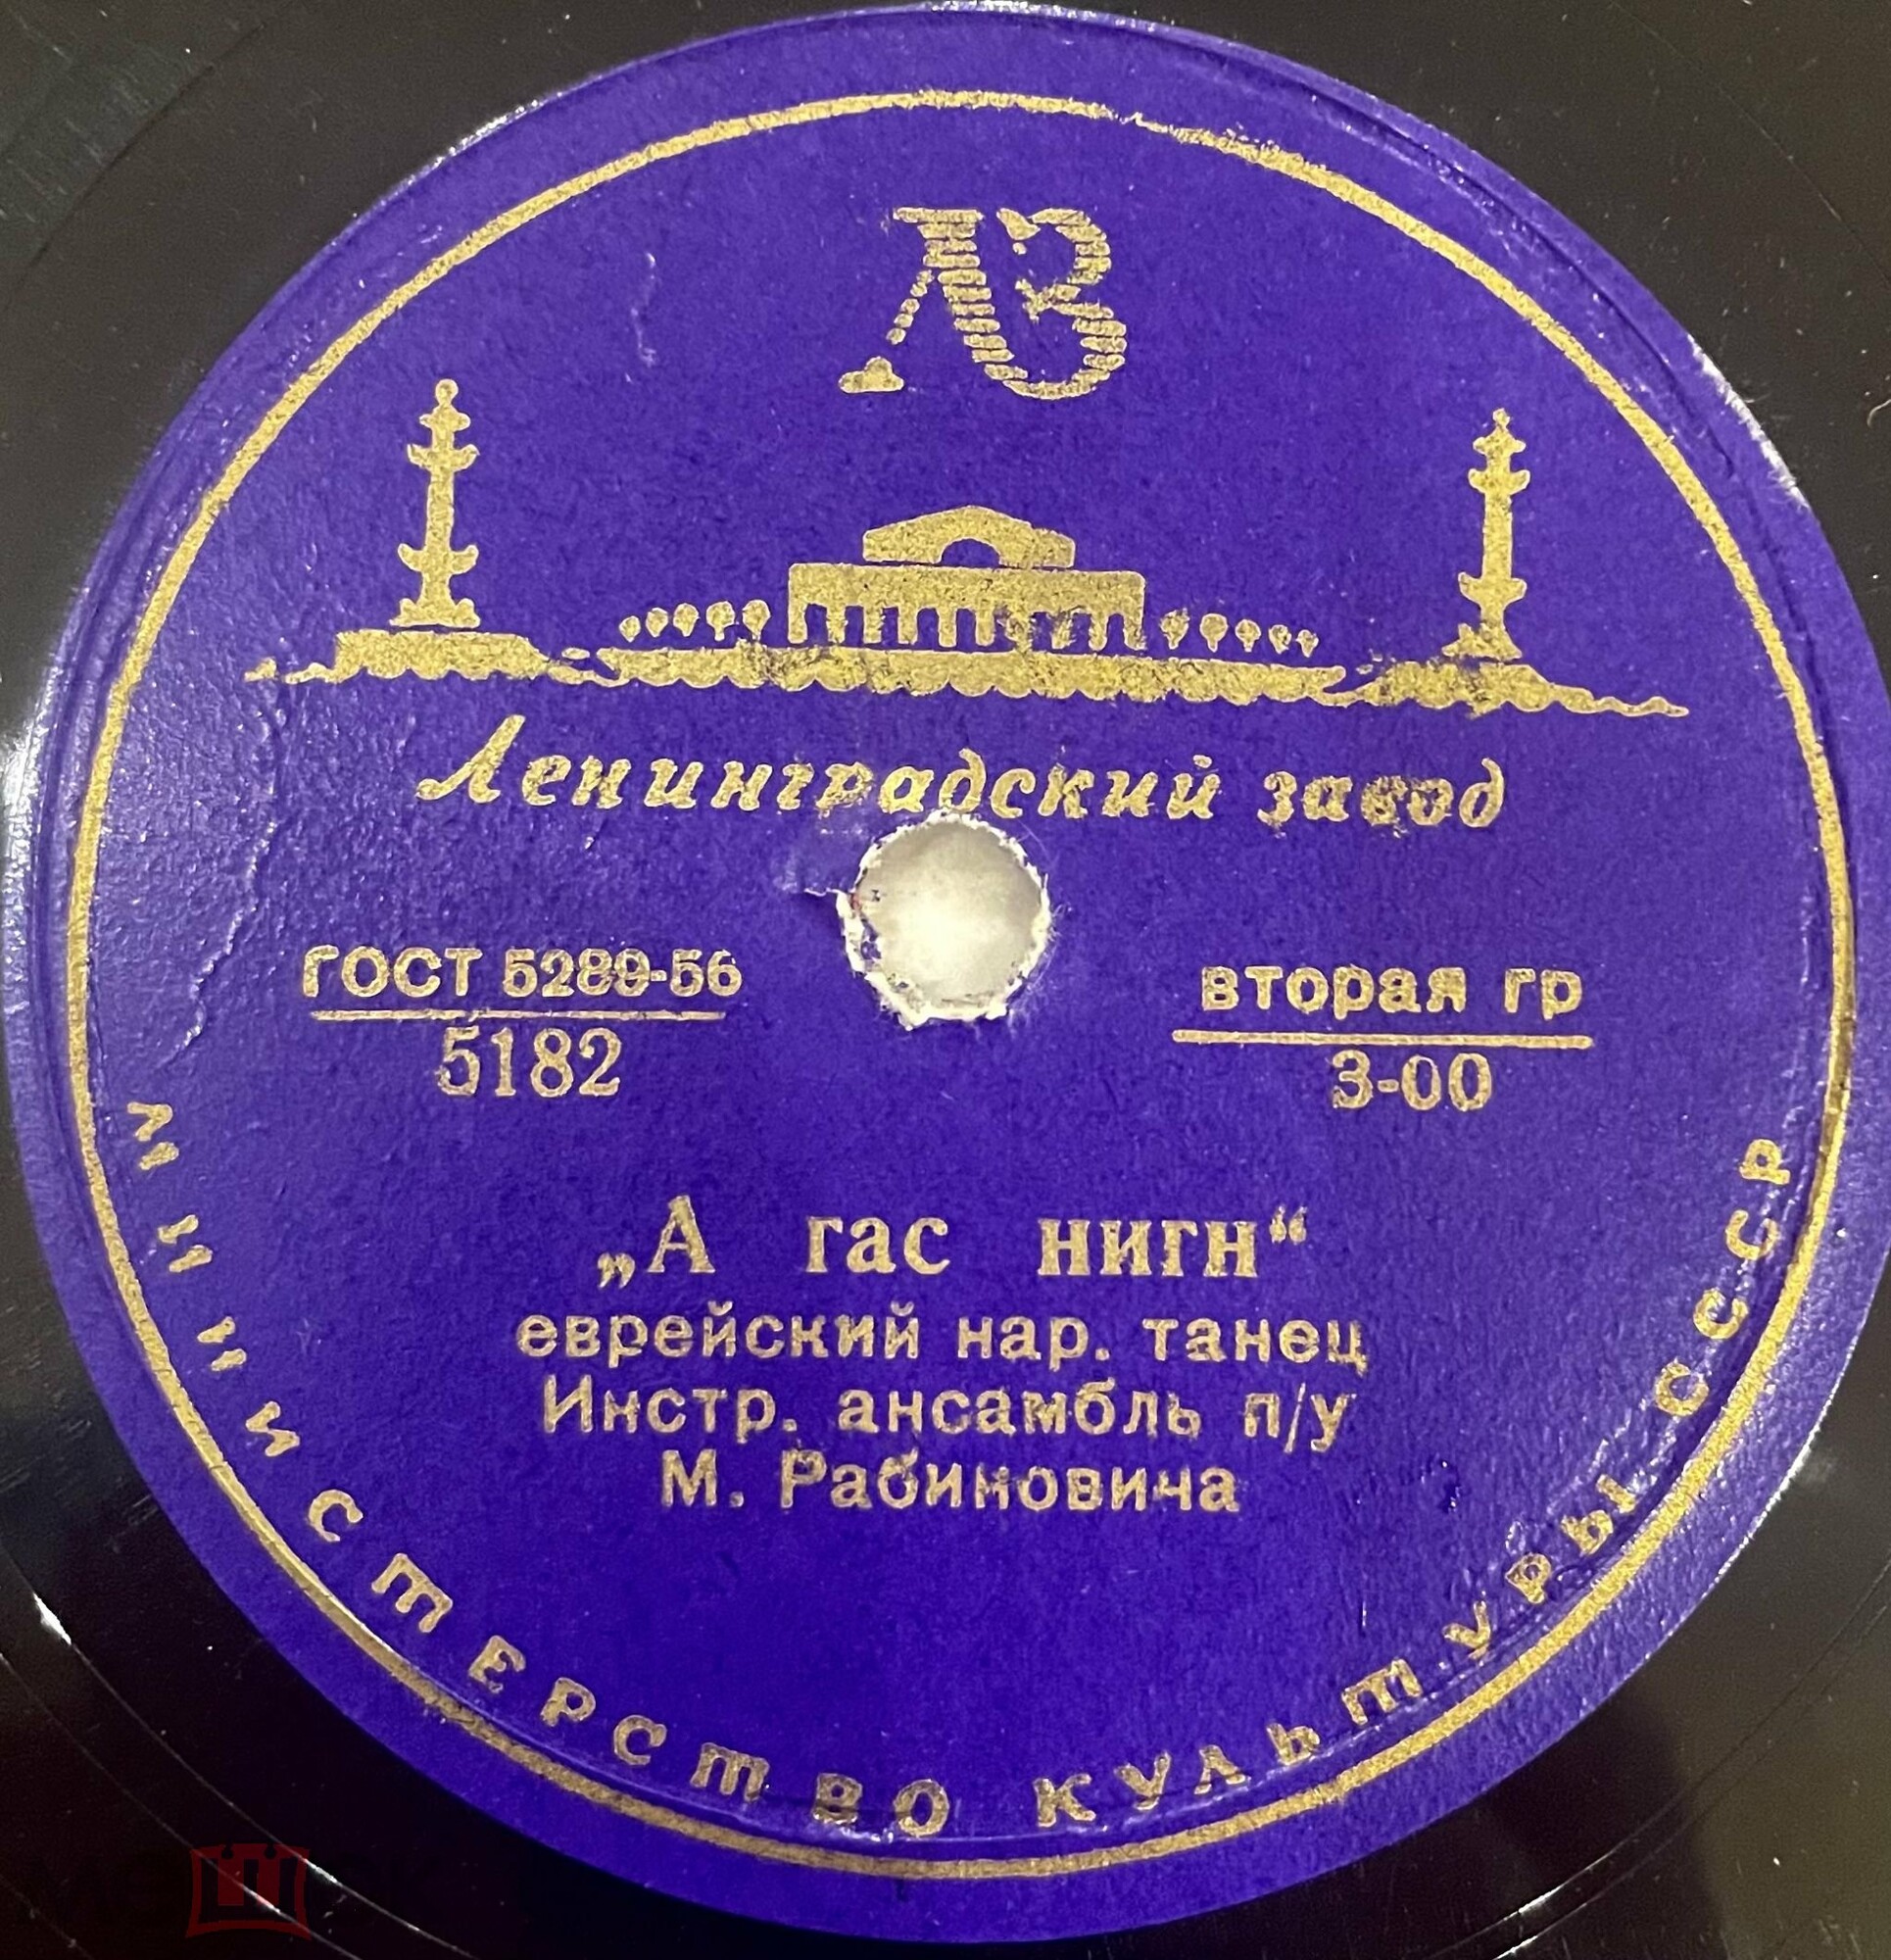 ЛЗ
Ленинградский завод
ГОСТ 5289-56
5182
вторая гр
3-00
„А гас нигн“
еврейский нар. танец
Инстр. ансамбль п/у
М. Рабиновича
МИНИСТЕРСТВО КУЛЬТУРЫ СССР